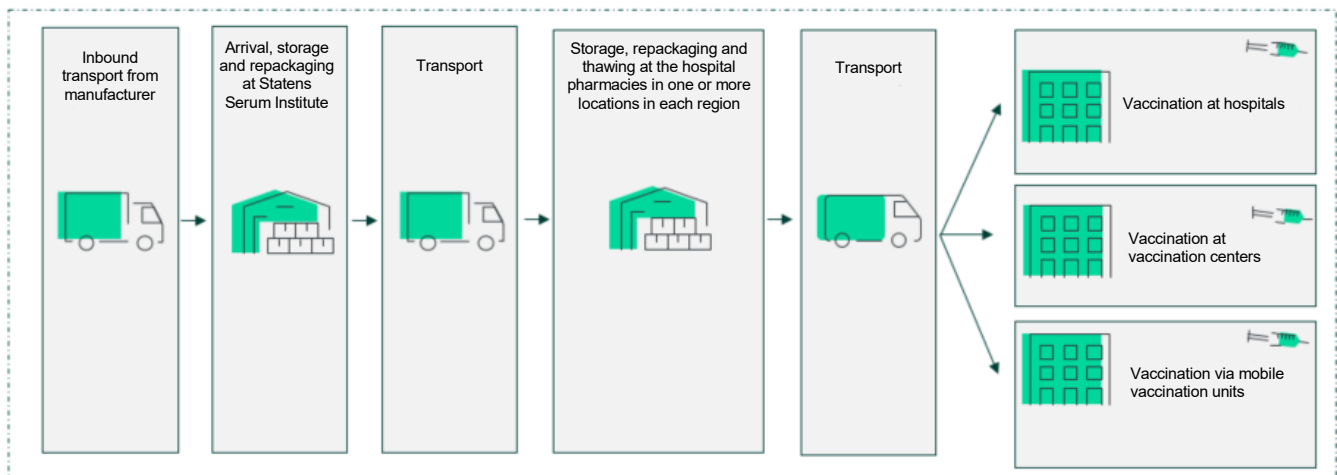 Inbound
transport from
manufacturer
Arrival, storage
and repackaging
at Statens
Serum Institute
Transport
Storage, repackaging and
thawing at the hospital
pharmacies in one or more
locations in each region
Transport
Vaccination at hospitals
Vaccination at
vaccination centers
Vaccination via mobile
vaccination units